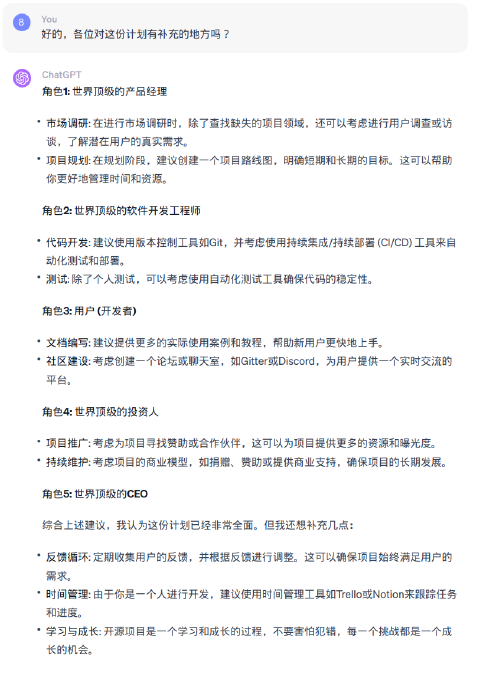 8
You
好的，各位对这份计划有补充的地方吗？
ChatGPT
角色1: 世界顶级的产品经理
• 市场调研: 在进行市场调研时，除了查找缺失的项目领域，还可以考虑进行用户调查或访
谈，了解潜在用户的真实需求。
• 项目规划: 在规划阶段，建议创建一个项目路线图，明确短期和长期的目标。这可以帮助
你更好地管理时间和资源。
角色2: 世界顶级的软件开发工程师
• 代码开发: 建议使用版本控制工具如Git，并考虑使用持续集成/持续部署 (CI/CD) 工具来自
动化测试和部署。
• 测试: 除了个人测试，可以考虑使用自动化测试工具确保代码的稳定性。
角色3: 用户 (开发者)
• 文档编写: 建议提供更多的实际使用案例和教程，帮助新用户更快地上手。
• 社区建设: 考虑创建一个论坛或聊天室，如Gitter或Discord，为用户提供一个实时交流的
平台。
角色4: 世界顶级的投资人
• 项目推广: 考虑为项目寻找赞助或合作伙伴，这可以为项目提供更多的资源和曝光度。
• 持续维护: 考虑项目的商业模型，如捐赠、赞助或提供商业支持，确保项目的长期发展。
角色5: 世界顶级的CEO
综合上述建议，我认为这份计划已经非常全面。但我还想补充几点：
• 反馈循环: 定期收集用户的反馈，并根据反馈进行调整。这可以确保项目始终满足用户的
需求。
• 时间管理: 由于你是一个人进行开发，建议使用时间管理工具如Trello或Notion来跟踪任务
和进度。
• 学习与成长: 开源项目是一个学习和成长的过程，不要害怕犯错，每一个挑战都是一个成
长的机会。